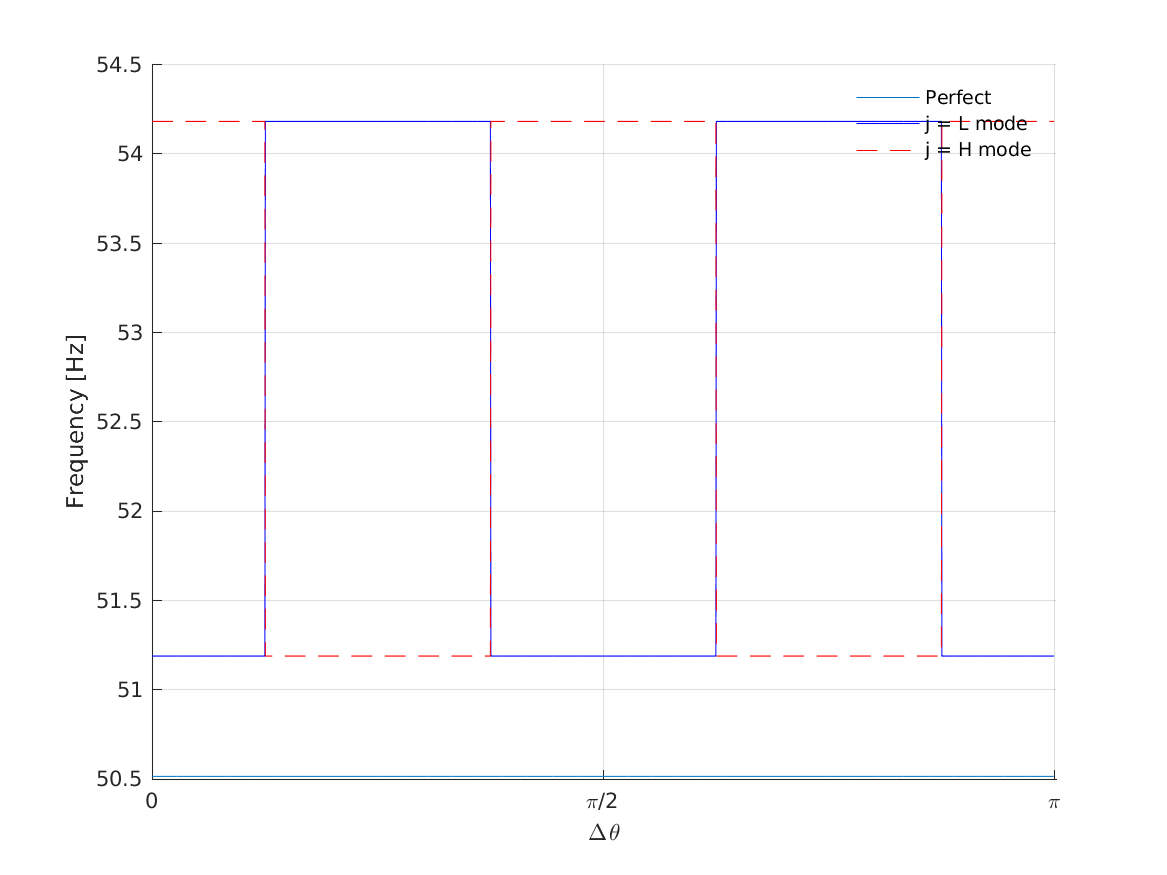 54.5
54
53.5
53
52.5
52
51.5
51
50.5
Frequency [Hz]
Perfect
j = L mode
j = H mode
0
π/2
π
Δθ